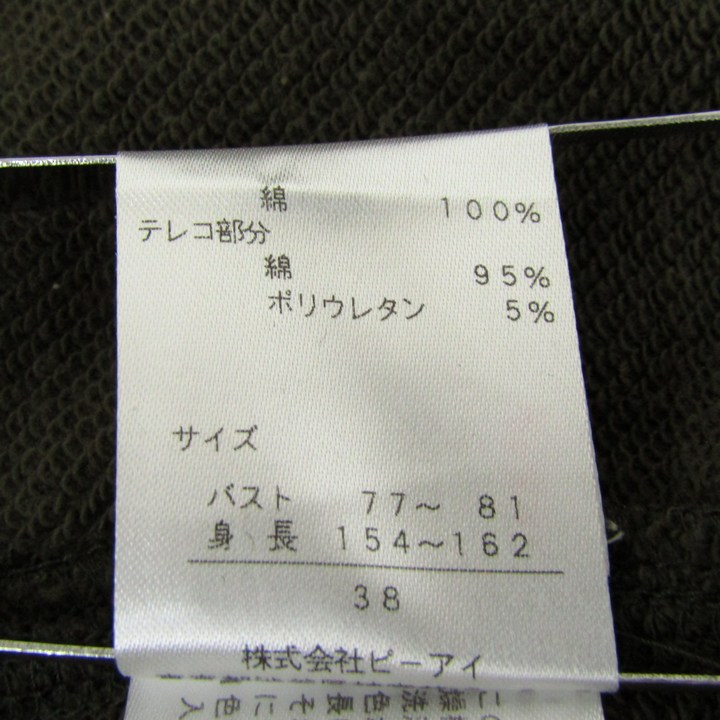 綿 100%
テレコ部分
綿 95%
ポリウレタン 5%
サイズ
バスト 77〜 81
身 長 154〜162
38
株式会社ピーアイ